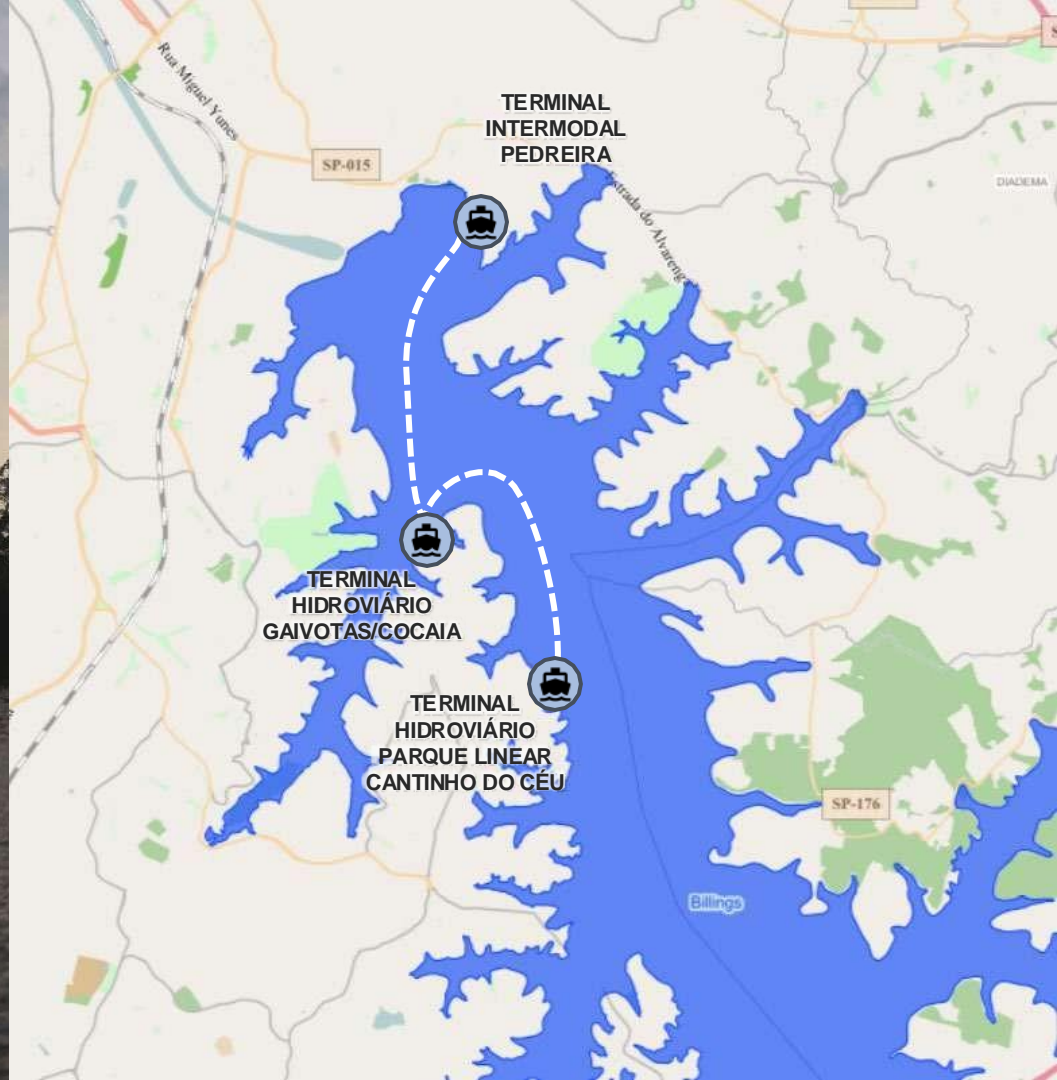 Rua Miguel Yunes
TERMINAL
INTERMODAL
PEDREIRA
SP-015
Estrada do Alvarenga
DIADEMA
TERMINAL
HIDROVIÁRIO
GAIVOTAS/COCAIA
TERMINAL
HIDROVIÁRIO
PARQUE LINEAR
CANTINHO DO CÉU
SP-176
Billings